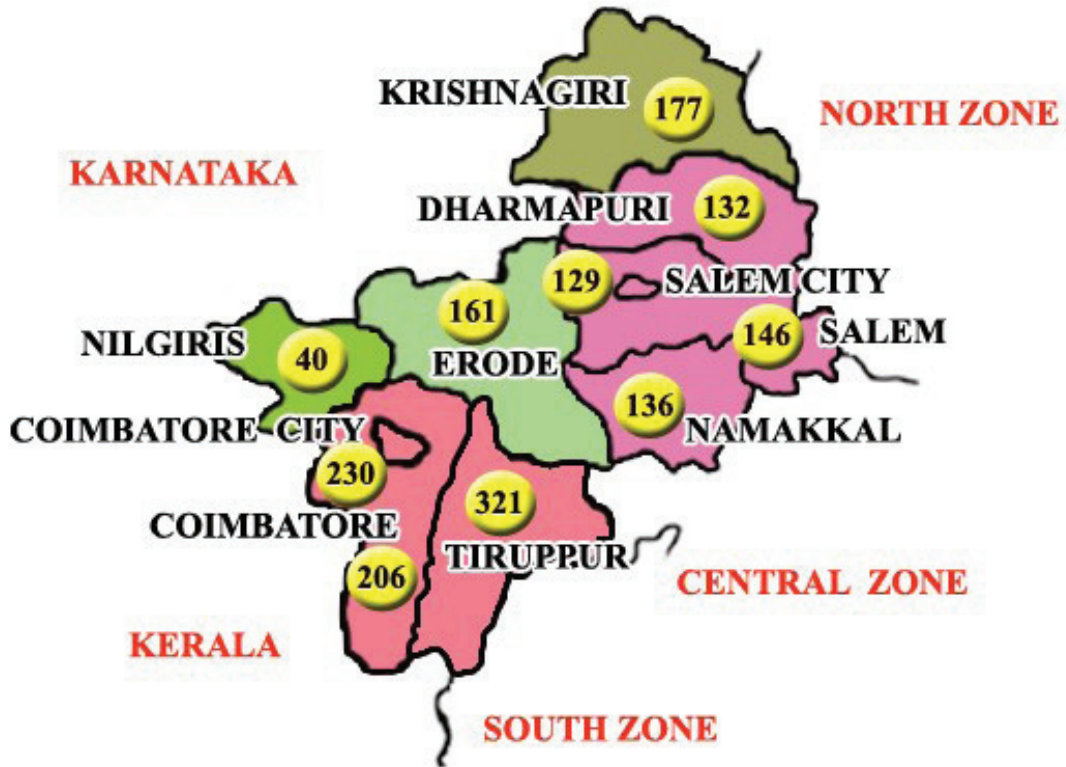 KRISHNAGIRI
177
NORTH ZONE
KARNATAKA
DHARMAPURI
132
129
SALEM CITY
161
ERODE
NILGIRIS
40
146
SALEM
136
NAMAKKAL
COIMBATORE CITY
230
321
COIMBATORE
TIRUPPUR
206
CENTRAL ZONE
KERALA
SOUTH ZONE